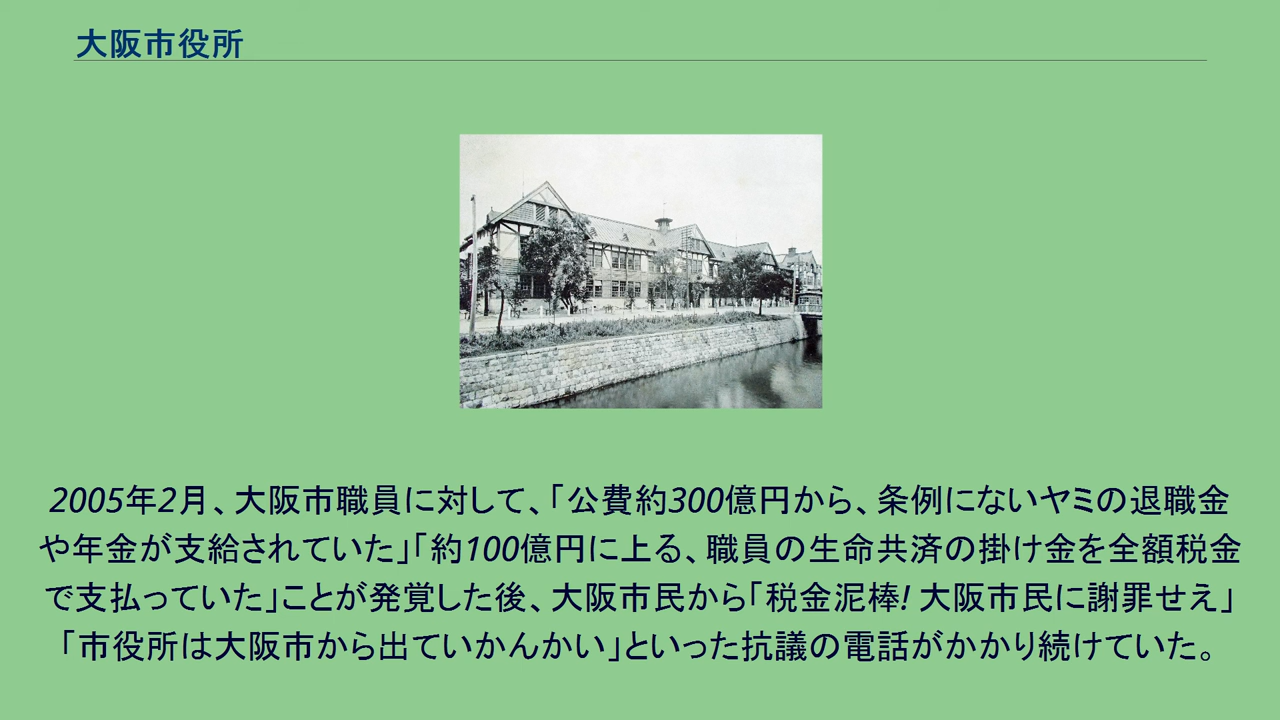 大阪市役所
2005年2月、大阪市職員に対して、「公費約300億円から、条例にないヤミの退職金
や年金が支給されていた」「約100億円に上る、職員の生命共済の掛け金を全額税金
で支払っていた」ことが発覚した後、大阪市民から「税金泥棒! 大阪市民に謝罪せえ」
「市役所は大阪市から出ていかんかい」といった抗議の電話がかかり続けていた。